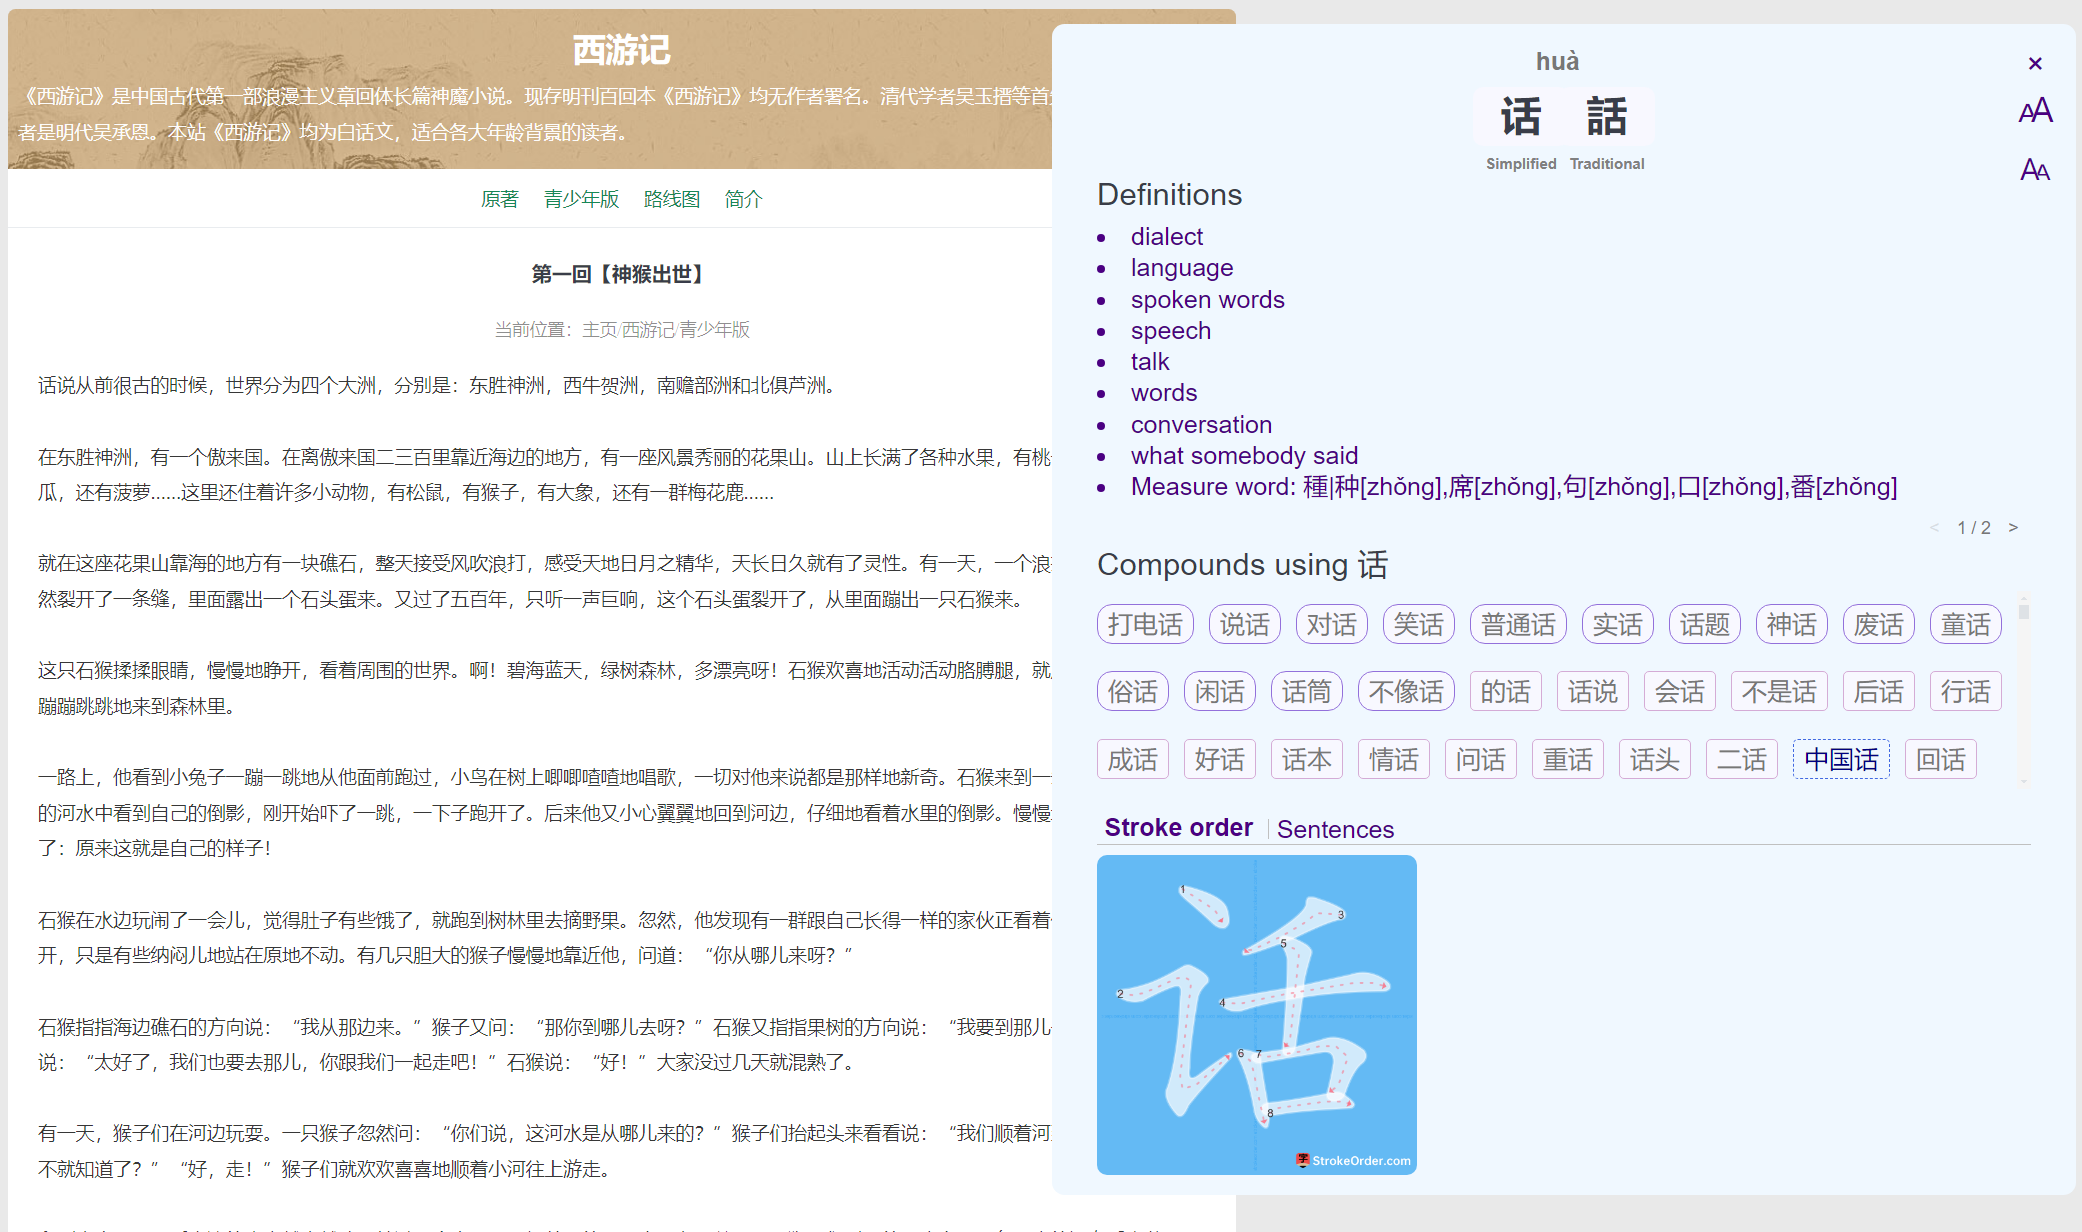 西游记
《西游记》是中国古代第一部浪漫主义章回体长篇神魔小说。现存明刊百回本《西游记》均无作者署名。清代学者吴玉搢等首
者是明代吴承恩。本站《西游记》均为白话文，适合各大年龄背景的读者。
原著 青少年版 路线图 简介
第一回【神猴出世】
当前位置：主页/西游记/青少年版
话说从前很古的时候，世界分为四个大洲，分别是：东胜神洲，西牛贺洲，南赡部洲和北俱芦洲。
在东胜神洲，有一个傲来国。在离傲来国二三百里靠近海边的地方，有一座风景秀丽的花果山。山上长满了各种水果，有桃
瓜，还有菠萝......这里还住着许多小动物，有松鼠，有猴子，有大象，还有一群梅花鹿......
就在这座花果山靠海的地方有一块礁石，整天接受风吹浪打，感受天地日月之精华，天长日久就有了灵性。有一天，一个浪
然裂开了一条缝，里面露出一个石头蛋来。又过了五百年，只听一声巨响，这个石头蛋裂开了，从里面蹦出一只石猴来。
这只石猴揉揉眼睛，慢慢地睁开，看着周围的世界。啊！碧海蓝天，绿树森林，多漂亮呀！石猴欢喜地活动活动胳膊腿，就
蹦蹦跳跳地来到森林里。
一路上，他看到小兔子一蹦一跳地从他面前跑过，小鸟在树上唧唧喳喳地唱歌，一切对他来说都是那样地新奇。石猴来到一
的河水中看到自己的倒影，刚开始吓了一跳，一下子跑开了。后来他又小心翼翼地回到河边，仔细地看着水里的倒影。慢慢
了：原来这就是自己的样子！
石猴在水边玩闹了一会儿，觉得肚子有些饿了，就跑到树林里去摘野果。忽然，他发现有一群跟自己长得一样的家伙正看着
开，只是有些纳闷儿地站在原地不动。有几只胆大的猴子慢慢地靠近他，问道：“你从哪儿来呀？”
石猴指指海边礁石的方向说：“我从那边来。”猴子又问：“那你到哪儿去呀？”石猴又指指果树的方向说：“我要到那儿
说：“太好了，我们也要去那儿，你跟我们一起走吧！”石猴说：“好！”大家没过几天就混熟了。
有一天，猴子们在河边玩耍。一只猴子忽然问：“你们说，这河水是从哪儿来的？”猴子们抬起头来看看说：“我们顺着河
不就知道了？”“好，走！”猴子们就欢欢喜喜地顺着小河往上游走。
huà
×
话 話
AA
Simplified Traditional
AA
Definitions
• dialect
• language
• spoken words
• speech
• talk
• words
• conversation
• what somebody said
• Measure word: 種|种[zhǒng],席[zhǒng],句[zhǒng],口[zhǒng],番[zhǒng]
< 1 / 2 >
Compounds using 话
打电话 说话 对话 笑话 普通话 实话 话题 神话 废话 童话
俗话 闲话 话筒 不像话 的话 话说 会话 不是话 后话 行话
成话 好话 话本 情话 问话 重话 话头 二话 中国话 回话
Stroke order Sentences
话
1
2
3
4
5
6
7
8
字 StrokeOrder.com